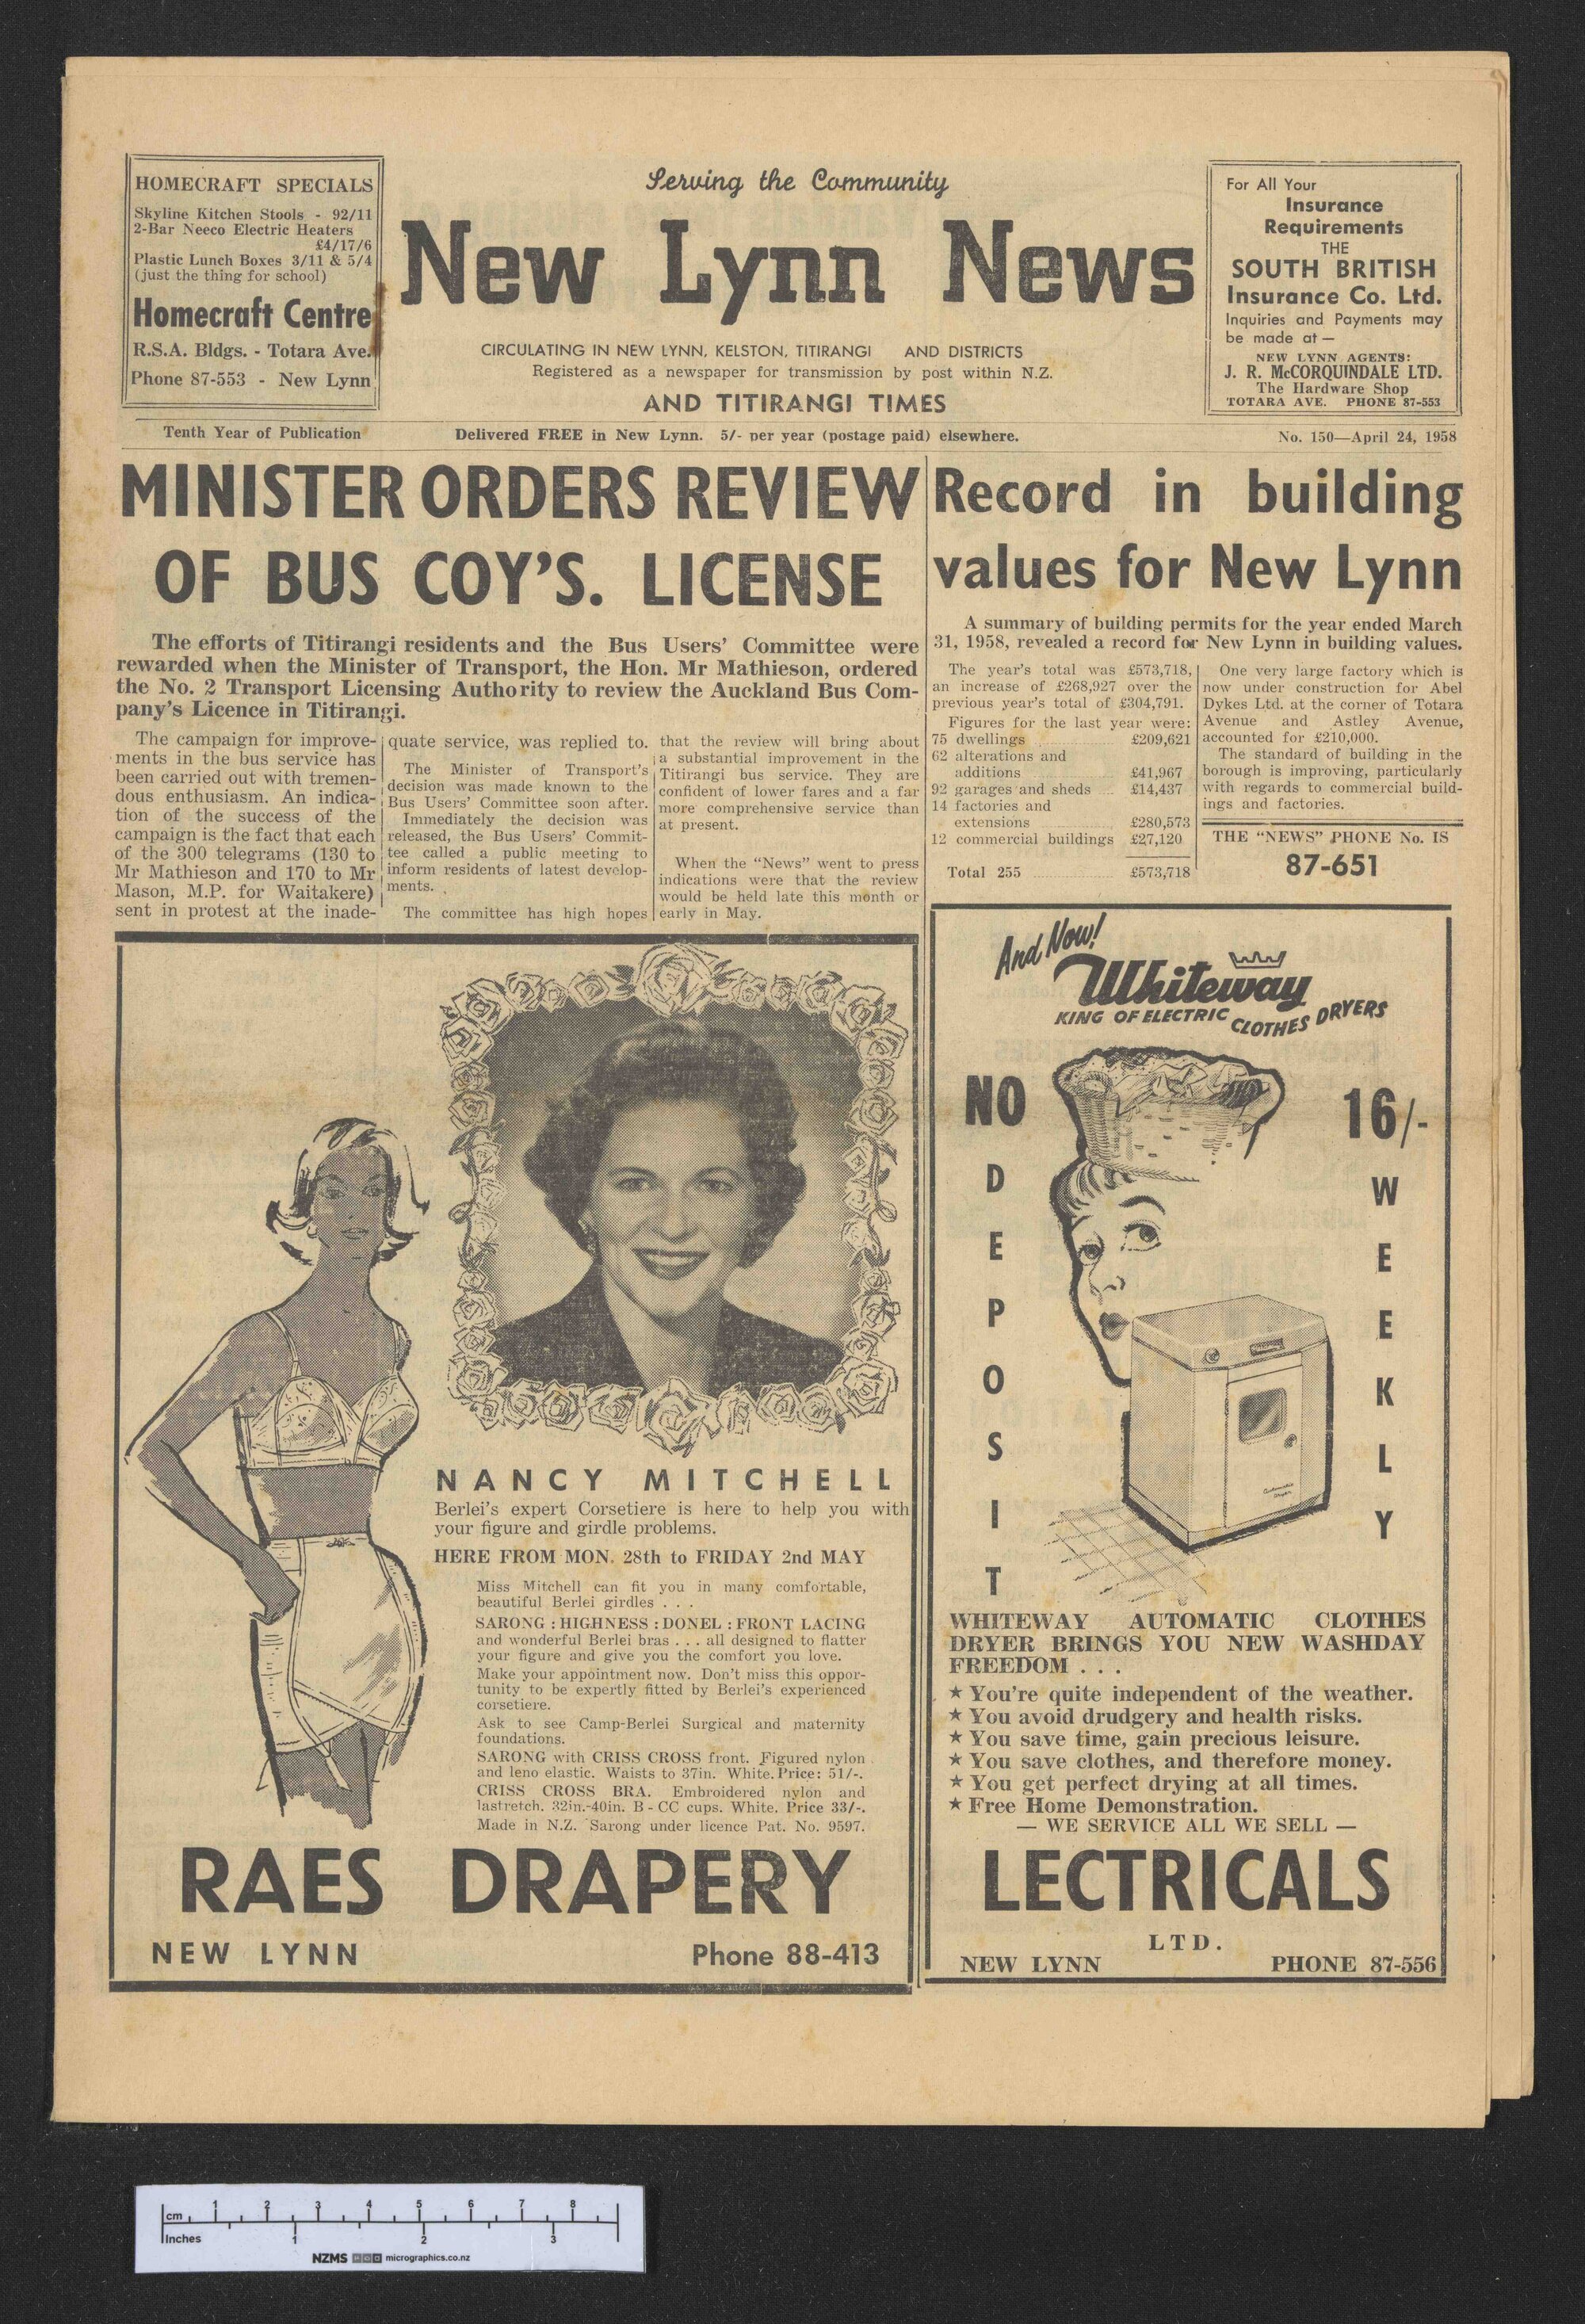 HOMECRAFT SPECIALS
Skyline Kitchen Stools - 92/11
2-Bar Neeco Electric Heaters
£4/17/6
Plastic Lunch Boxes 3/11 & 5/4
(just the thing for school)
Homecraft Centre
R.S.A. Bldgs. - Totara Ave.
Phone 87-553 - New Lynn
Serving the Community
New Lynn News
CIRCULATING IN NEW LYNN, KELSTON, TITIRANGI AND DISTRICTS
Registered as a newspaper for transmission by post within N.Z.
AND TITIRANGI TIMES
For All Your
Insurance
Requirements
THE
SOUTH BRITISH
Insurance Co. Ltd.
Inquiries and Payments may
be made at —
NEW LYNN AGENTS:
J. R. McCORQUINDALE LTD.
The Hardware Shop
TOTARA AVE. PHONE 87-553
Tenth Year of Publication
Delivered FREE in New Lynn. 5/- per year (postage paid) elsewhere.
No. 150—April 24, 1958
MINISTER ORDERS REVIEW
OF BUS COY'S. LICENSE
The efforts of Titirangi residents and the Bus Users' Committee were
rewarded when the Minister of Transport, the Hon. Mr Mathieson, ordered
the No. 2 Transport Licensing Authority to review the Auckland Bus Com-
pany's Licence in Titirangi.
The campaign for improve-
ments in the bus service has
been carried out with tremen-
dous enthusiasm. An indica-
tion of the success of the
campaign is the fact that each
of the 300 telegrams (130 to
Mr Mathieson and 170 to Mr
Mason, M.P. for Waitakere)
sent in protest at the inade-
quate service, was replied to.
The Minister of Transport's
decision was made known to the
Bus Users' Committee soon after.
Immediately the decision was
released, the Bus Users' Commit-
tee called a public meeting to
inform residents of latest develop-
ments.
The committee has high hopes
that the review will bring about
a substantial improvement in the
Titirangi bus service. They are
confident of lower fares and a far
more comprehensive service than
at present.
When the "News" went to press
indications were that the review
would be held late this month or
early in May.
Record in building
values for New Lynn
A summary of building permits for the year ended March
31, 1958, revealed a record for New Lynn in building values.
The year's total was £573,718,
an increase of £268,927 over the
previous year's total of £304,791.
Figures for the last year were:
75 dwellings £209,621
62 alterations and
additions £41,967
92 garages and sheds £14,437
14 factories and
extensions £280,573
12 commercial buildings £27,120
Total 255 £573,718
One very large factory which is
now under construction for Abel
Dykes Ltd. at the corner of Totara
Avenue and Astley Avenue,
accounted for £210,000.
The standard of building in the
borough is improving, particularly
with regards to commercial build-
ings and factories.
THE "NEWS" PHONE No. IS
87-651
NANCY MITCHELL
Berlei's expert Corsetiere is here to help you with
your figure and girdle problems.
HERE FROM MON. 28th to FRIDAY 2nd MAY
Miss Mitchell can fit you in many comfortable,
beautiful Berlei girdles . . .
SARONG : HIGHNESS : DONEL : FRONT LACING
and wonderful Berlei bras . . . all designed to flatter
your figure and give you the comfort you love.
Make your appointment now. Don't miss this oppor-
tunity to be expertly fitted by Berlei's experienced
corsetiere.
Ask to see Camp-Berlei Surgical and maternity
foundations.
SARONG with CRISS CROSS front. Figured nylon
and leno elastic. Waists to 37in. White. Price: 51/-.
CRISS CROSS BRA. Embroidered nylon and
lastretch. 32in.-40in. B - CC cups. White. Price 33/-.
Made in N.Z. Sarong under licence Pat. No. 9597.
RAES DRAPERY
NEW LYNN Phone 88-413
And Now!
Whiteway
KING OF ELECTRIC CLOTHES DRYERS
NO
D
E
P
O
S
I
T
16/-
W
E
E
K
L
Y
WHITEWAY AUTOMATIC CLOTHES
DRYER BRINGS YOU NEW WASHDAY
FREEDOM . . .
★ You're quite independent of the weather.
★ You avoid drudgery and health risks.
★ You save time, gain precious leisure.
★ You save clothes, and therefore money.
★ You get perfect drying at all times.
★ Free Home Demonstration.
— WE SERVICE ALL WE SELL —
LECTRICALS
LTD.
NEW LYNN PHONE 87-556
cm 1 2 3 4 5 6 7 8
Inches 1 2 3
NZMS micrographics.co.nz